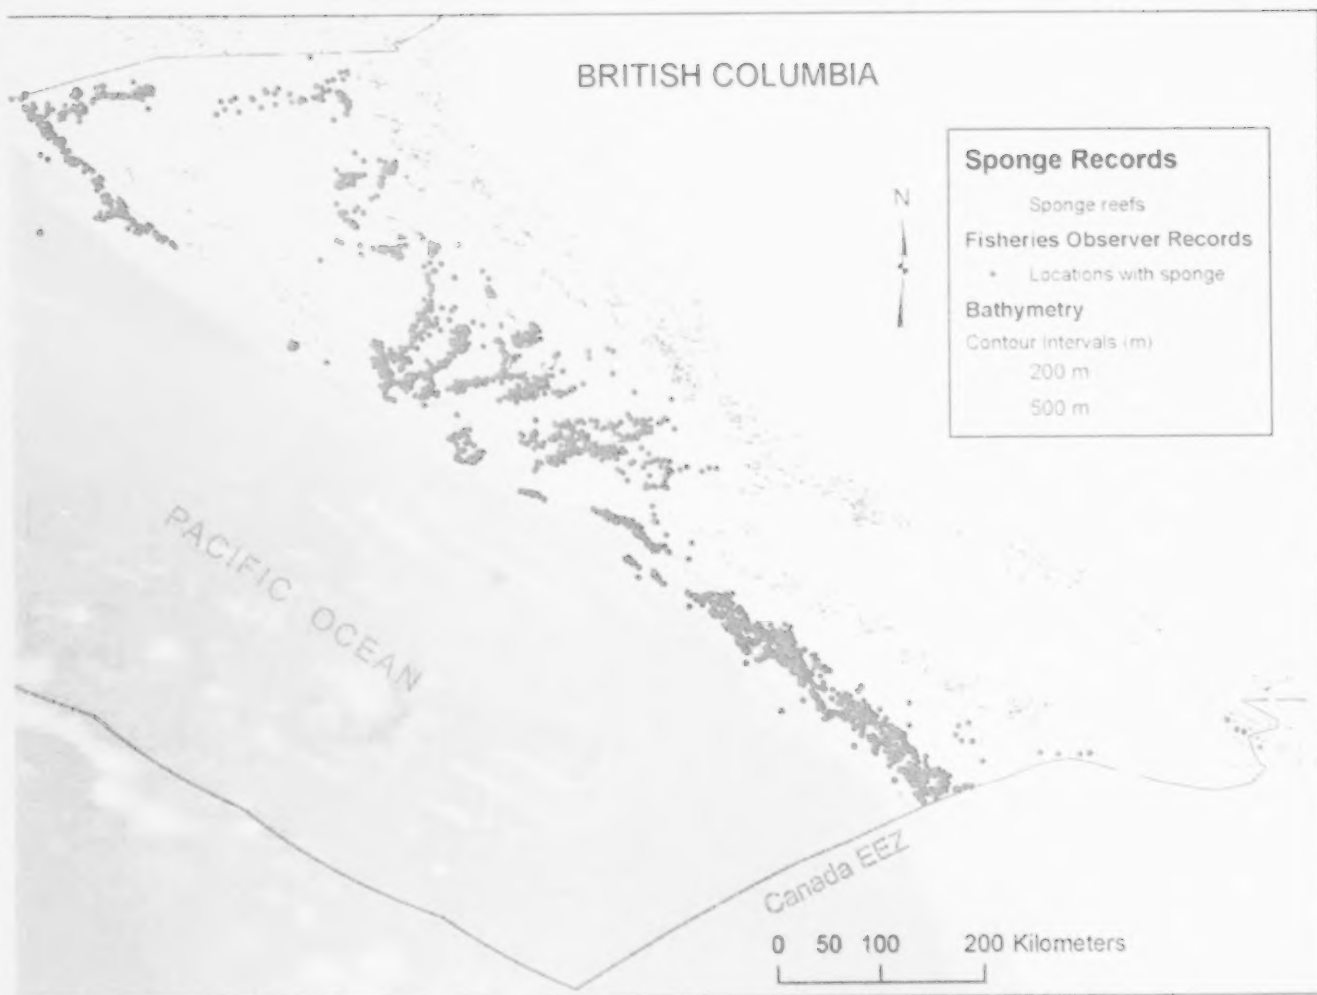 BRITISH COLUMBIA
Sponge Records
Sponge reefs
Fisheries Observer Records
Locations with sponge
Bathymetry
Contour Intervals (m)
200 m
500 m
N
PACIFIC OCEAN
Canada EEZ
0 50 100 200 Kilometers